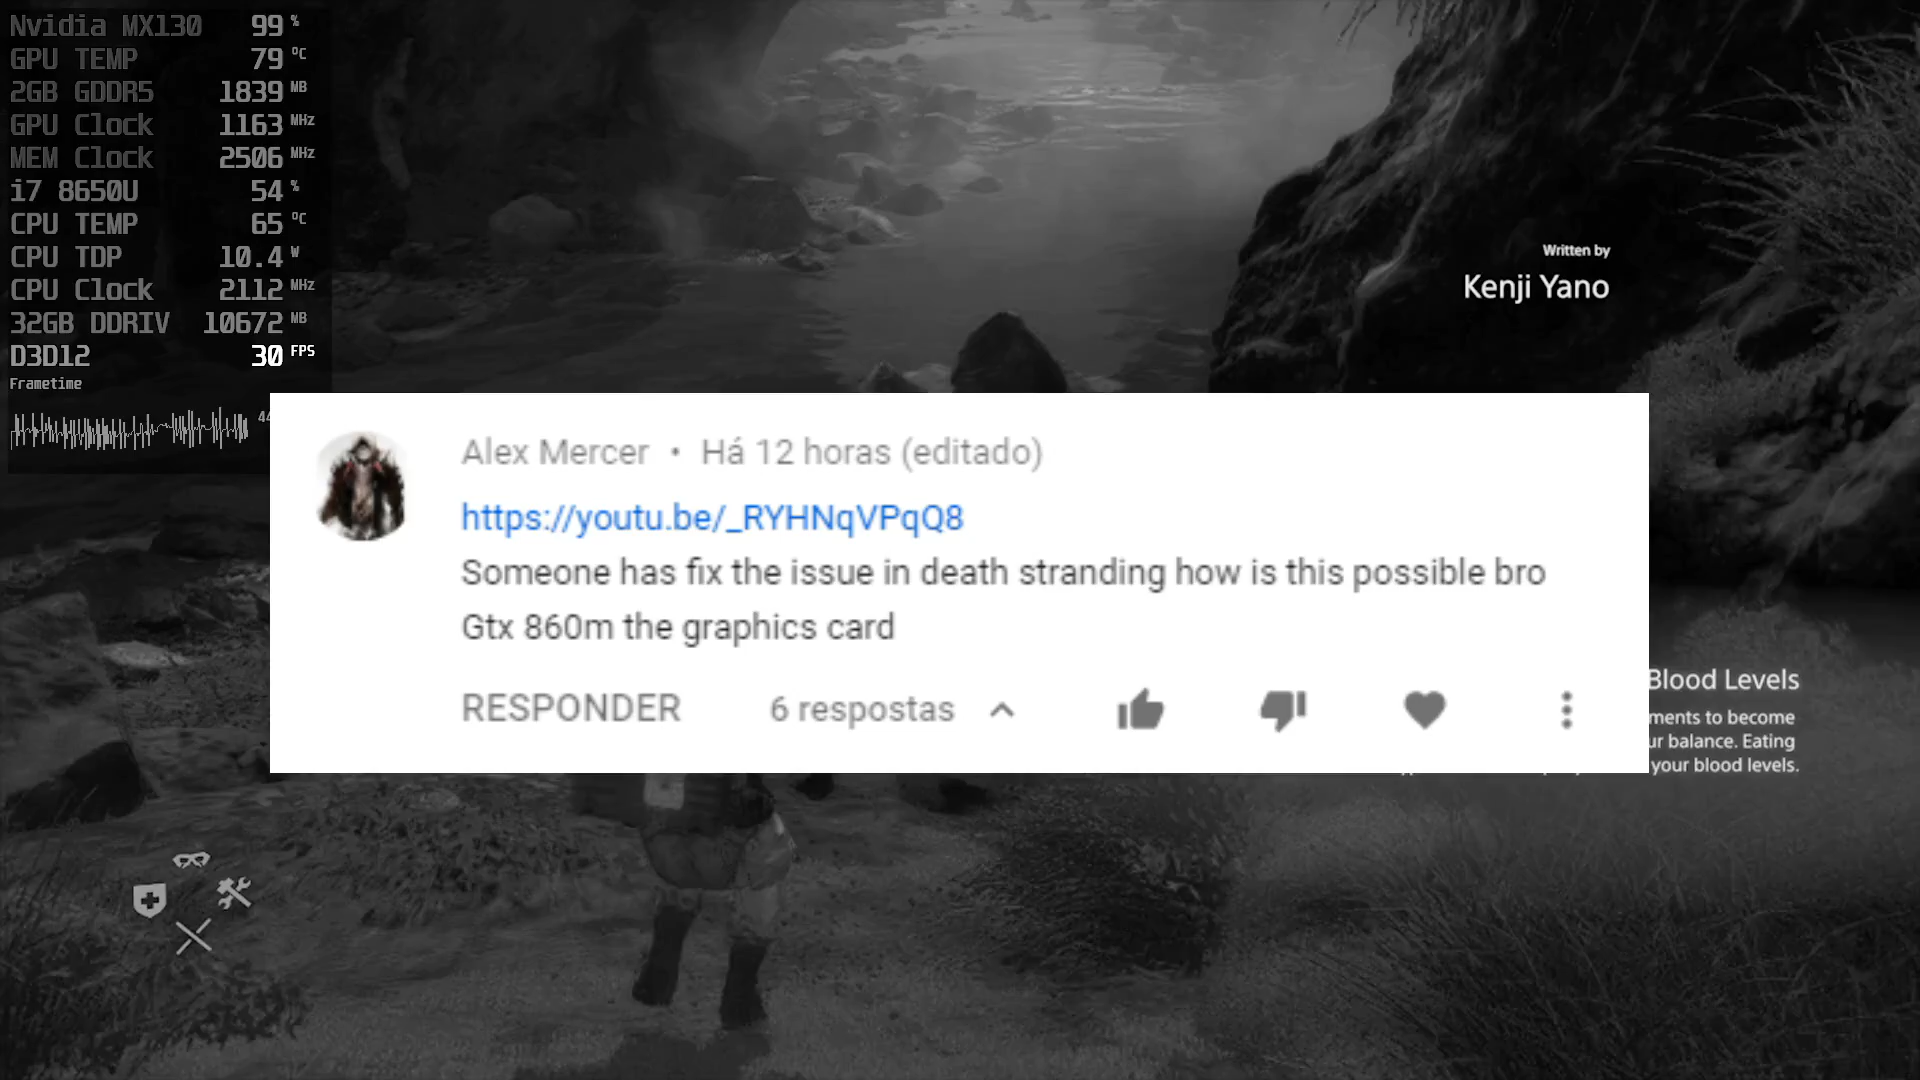 Nvidia MX130 99 %
GPU TEMP 79 °C
2GB GDDR5 1839 MB
GPU Clock 1163 MHz
MEM Clock 2506 MHz
i7 8650U 54 %
CPU TEMP 65 °C
CPU TDP 10.4 W
CPU Clock 2112 MHz
32GB DDRIV 10672 MB
D3D12 30 FPS
Frametime
Written by
Kenji Yano
Alex Mercer • Há 12 horas (editado)
https://youtu.be/_RYHNqVPqQ8
Someone has fix the issue in death stranding how is this possible bro
Gtx 860m the graphics card
RESPONDER 6 respostas
Blood Levels
ments to become
ur balance. Eating
your blood levels.